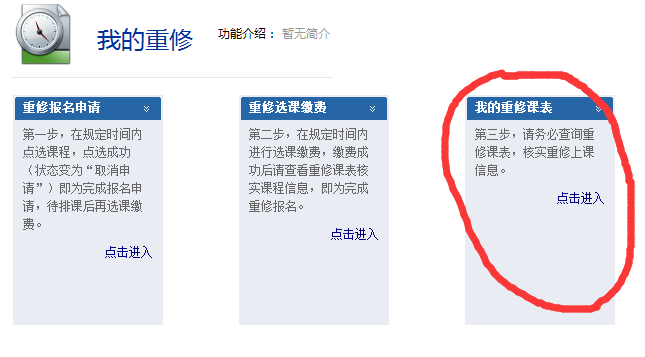 我的重修
功能介绍：暂无简介
重修报名申请
第一步，在规定时间内
点选课程，点选成功
（状态变为“取消申
请”）即为完成报名申
请，待排课后再选课缴
费。
点击进入
重修选课缴费
第二步，在规定时间内
进行选课缴费，缴费成
功后请查看重修课表核
实课程信息，即为完成
重修报名。
点击进入
我的重修课表
第三步，请务必查询重
修课表，核实重修上课
信息。
点击进入